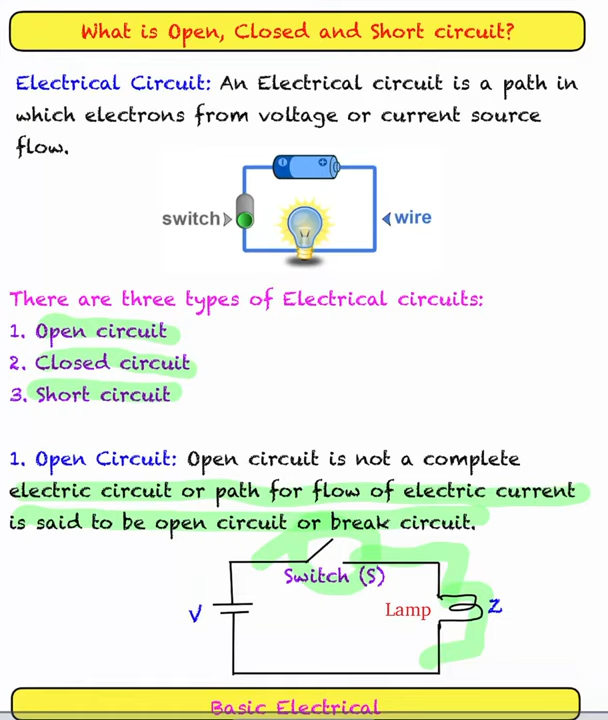 What is Open, Closed and Short circuit?
Electrical Circuit: An Electrical circuit is a path in
which electrons from voltage or current source
flow.
switch
wire
There are three types of Electrical circuits:
1. Open circuit
2. Closed circuit
3. Short circuit
1. Open Circuit: Open circuit is not a complete
electric circuit or path for flow of electric current
is said to be open circuit or break circuit.
Switch (S)
V
Lamp
Z
Basic Electrical